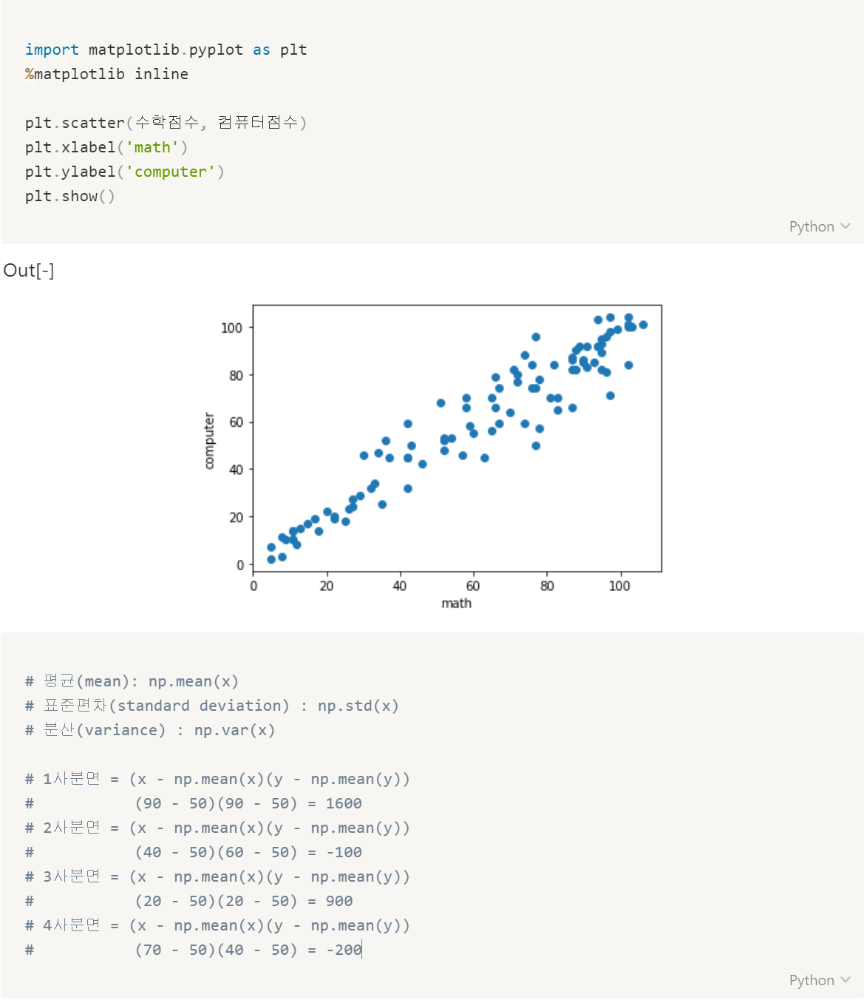 import matplotlib.pyplot as plt
%matplotlib inline
plt.scatter(수학점수, 컴퓨터점수)
plt.xlabel('math')
plt.ylabel('computer')
plt.show()
Python
Out[-]
100
80
60
40
20
0
computer
0 20 40 60 80 100
math
# 평균(mean): np.mean(x)
# 표준편차(standard deviation) : np.std(x)
# 분산(variance) : np.var(x)
# 1사분면 = (x - np.mean(x)(y - np.mean(y))
# (90 - 50)(90 - 50) = 1600
# 2사분면 = (x - np.mean(x)(y - np.mean(y))
# (40 - 50)(60 - 50) = -100
# 3사분면 = (x - np.mean(x)(y - np.mean(y))
# (20 - 50)(20 - 50) = 900
# 4사분면 = (x - np.mean(x)(y - np.mean(y))
# (70 - 50)(40 - 50) = -200
Python